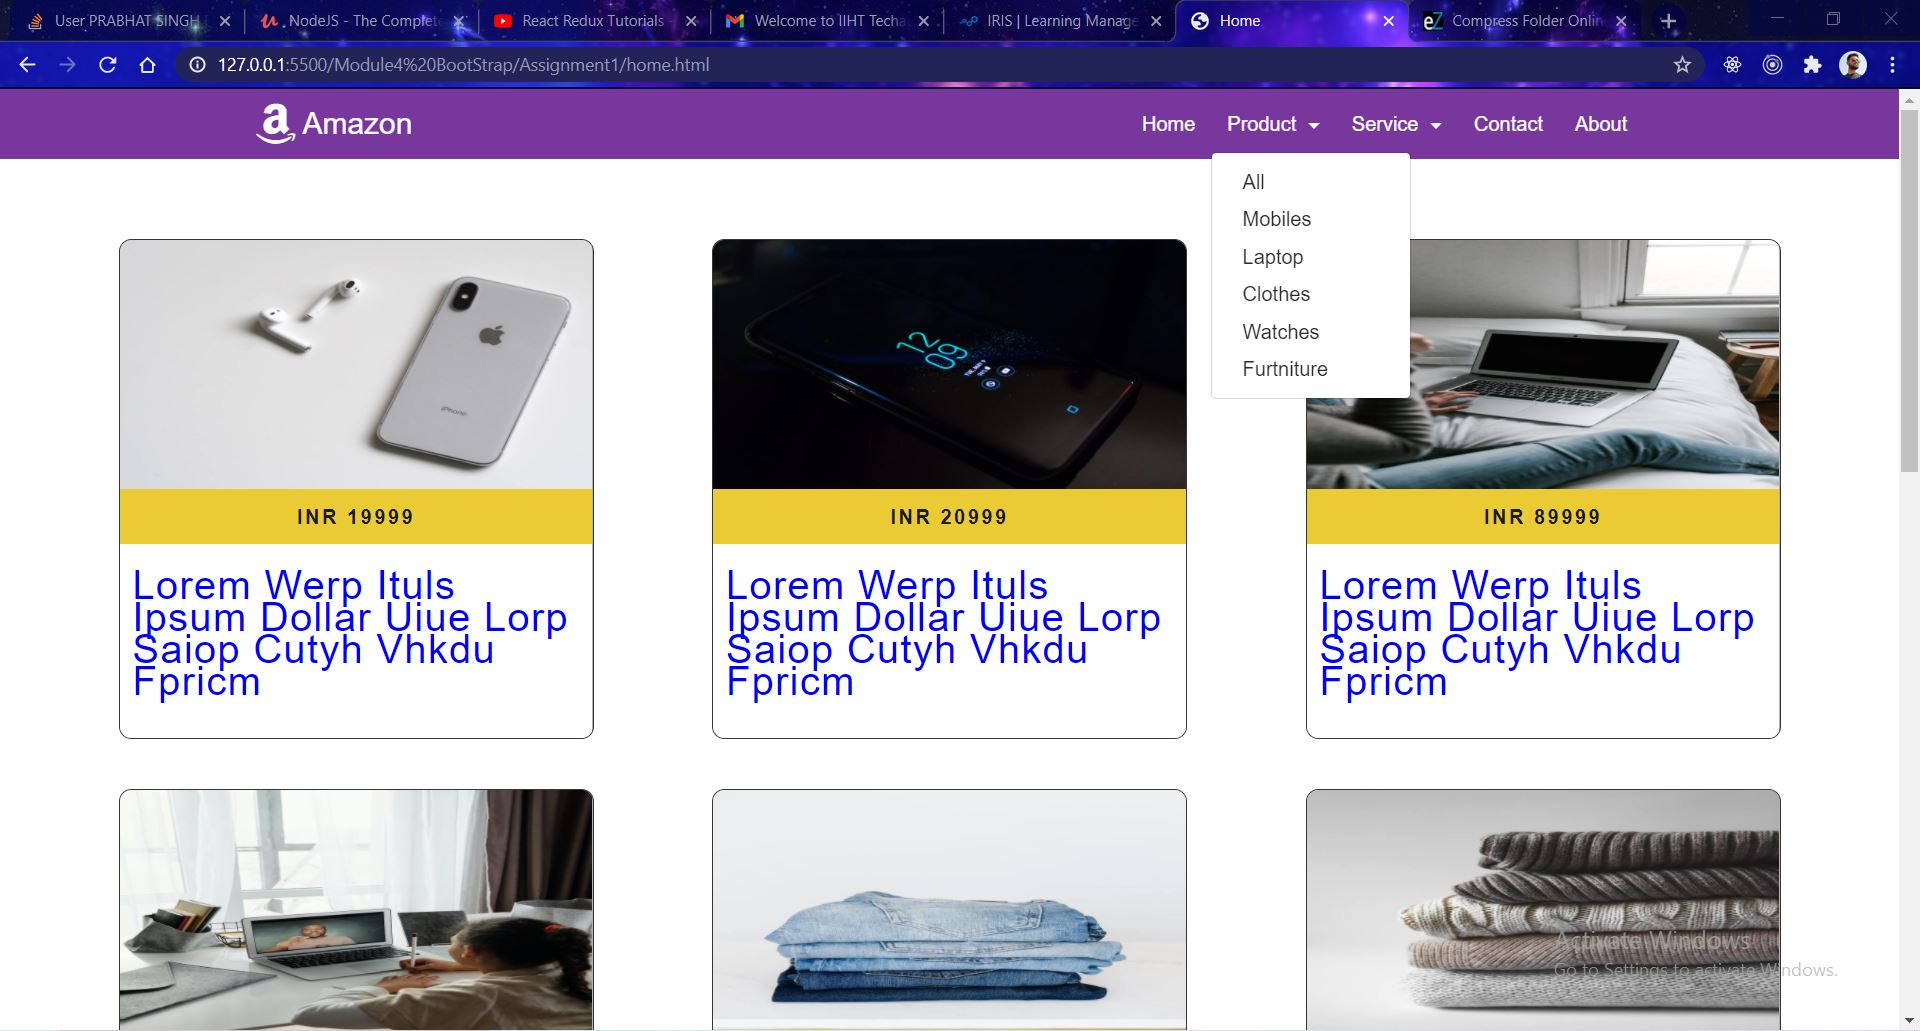 User PRABHAT SINGH
NodeJS - The Complete
React Redux Tutorials
Welcome to IIHT Techa
IRIS | Learning Manage
Home
Compress Folder Onlin
127.0.0.1:5500/Module4%20BootStrap/Assignment1/home.html
a Amazon
Home
Product
Service
Contact
About
All
Mobiles
Laptop
Clothes
Watches
Furtniture
iPhone
12
09
INR 19999
INR 20999
INR 89999
Lorem Werp Ituls
Ipsum Dollar Uiue Lorp
Saiop Cutyh Vhkdu
Fpricm
Lorem Werp Ituls
Ipsum Dollar Uiue Lorp
Saiop Cutyh Vhkdu
Fpricm
Lorem Werp Ituls
Ipsum Dollar Uiue Lorp
Saiop Cutyh Vhkdu
Fpricm
Activate Windows
Go to Settings to activate Windows.